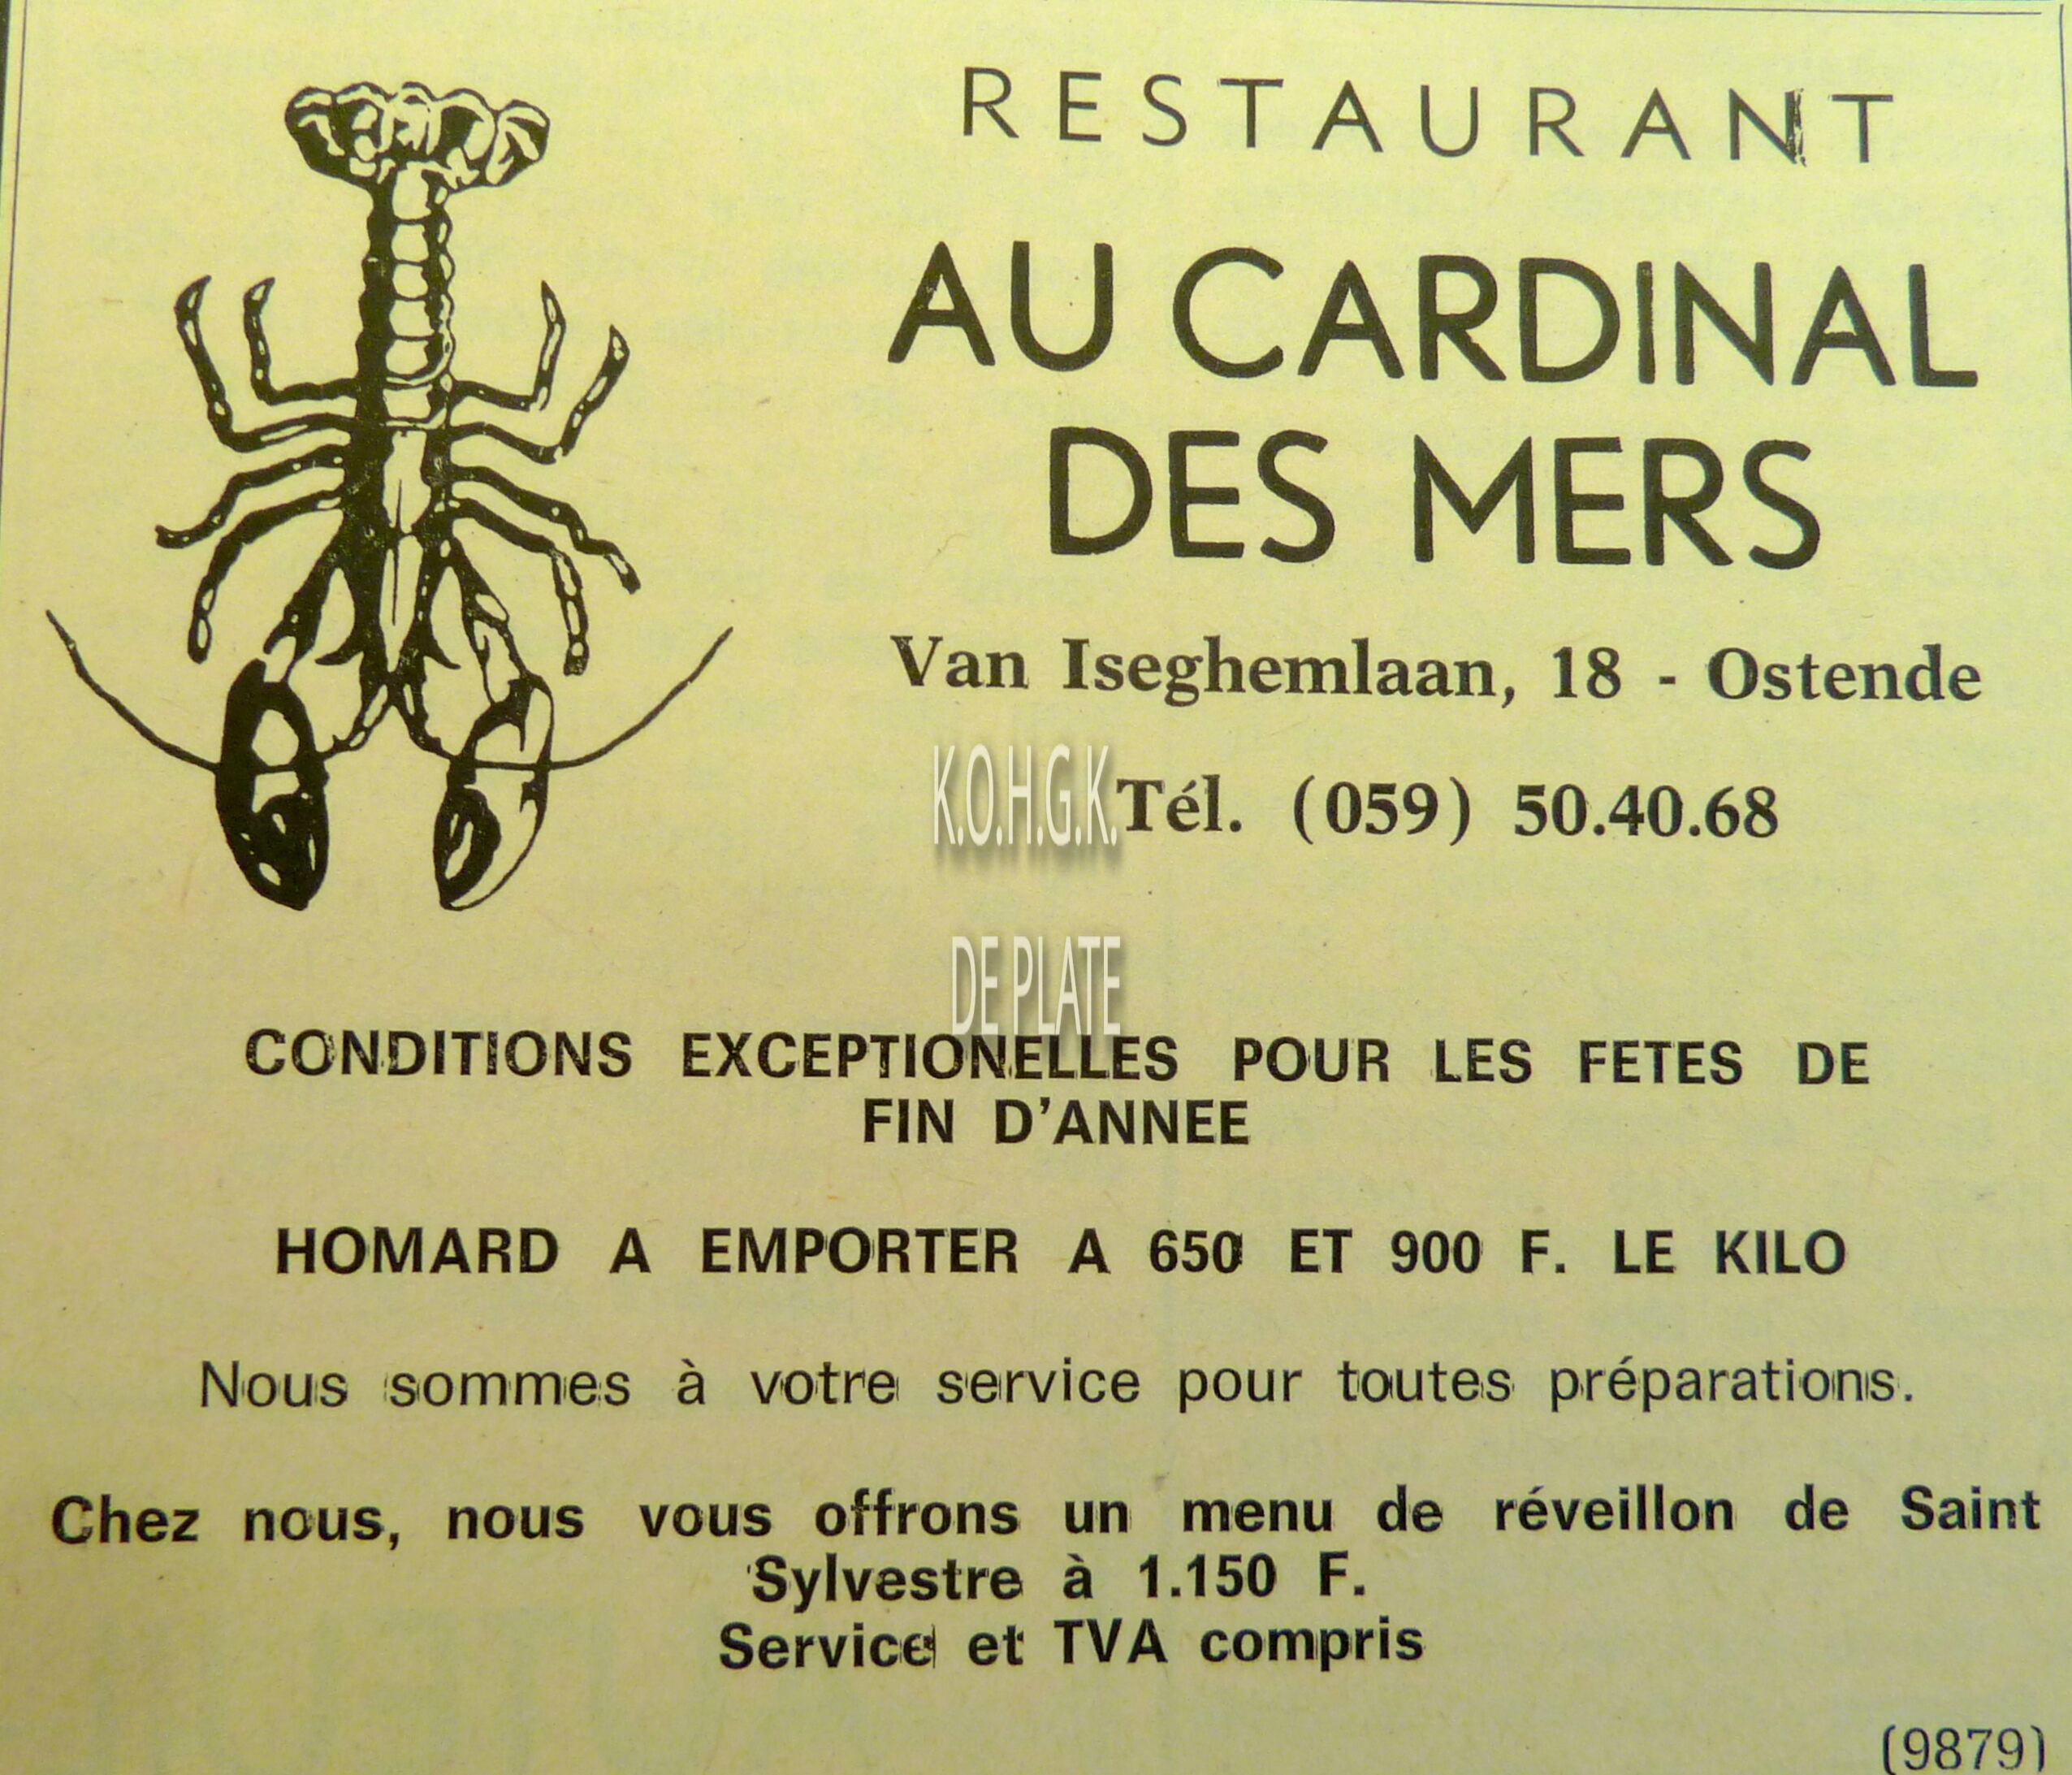 RESTAURANT
AU CARDINAL
DES MERS
Van Iseghemlaan, 18 - Ostende
K.O.H.G.K.
Tél. (059) 50.40.68
DE PLATE
CONDITIONS EXCEPTIONELLES POUR LES FETES DE
FIN D'ANNEE
HOMARD A EMPORTER A 650 ET 900 F. LE KILO
Nous sommes à votre service pour toutes préparations.
Chez nous, nous vous offrons un menu de réveillon de Saint
Sylvestre à 1.150 F.
Service et TVA compris
(9879)